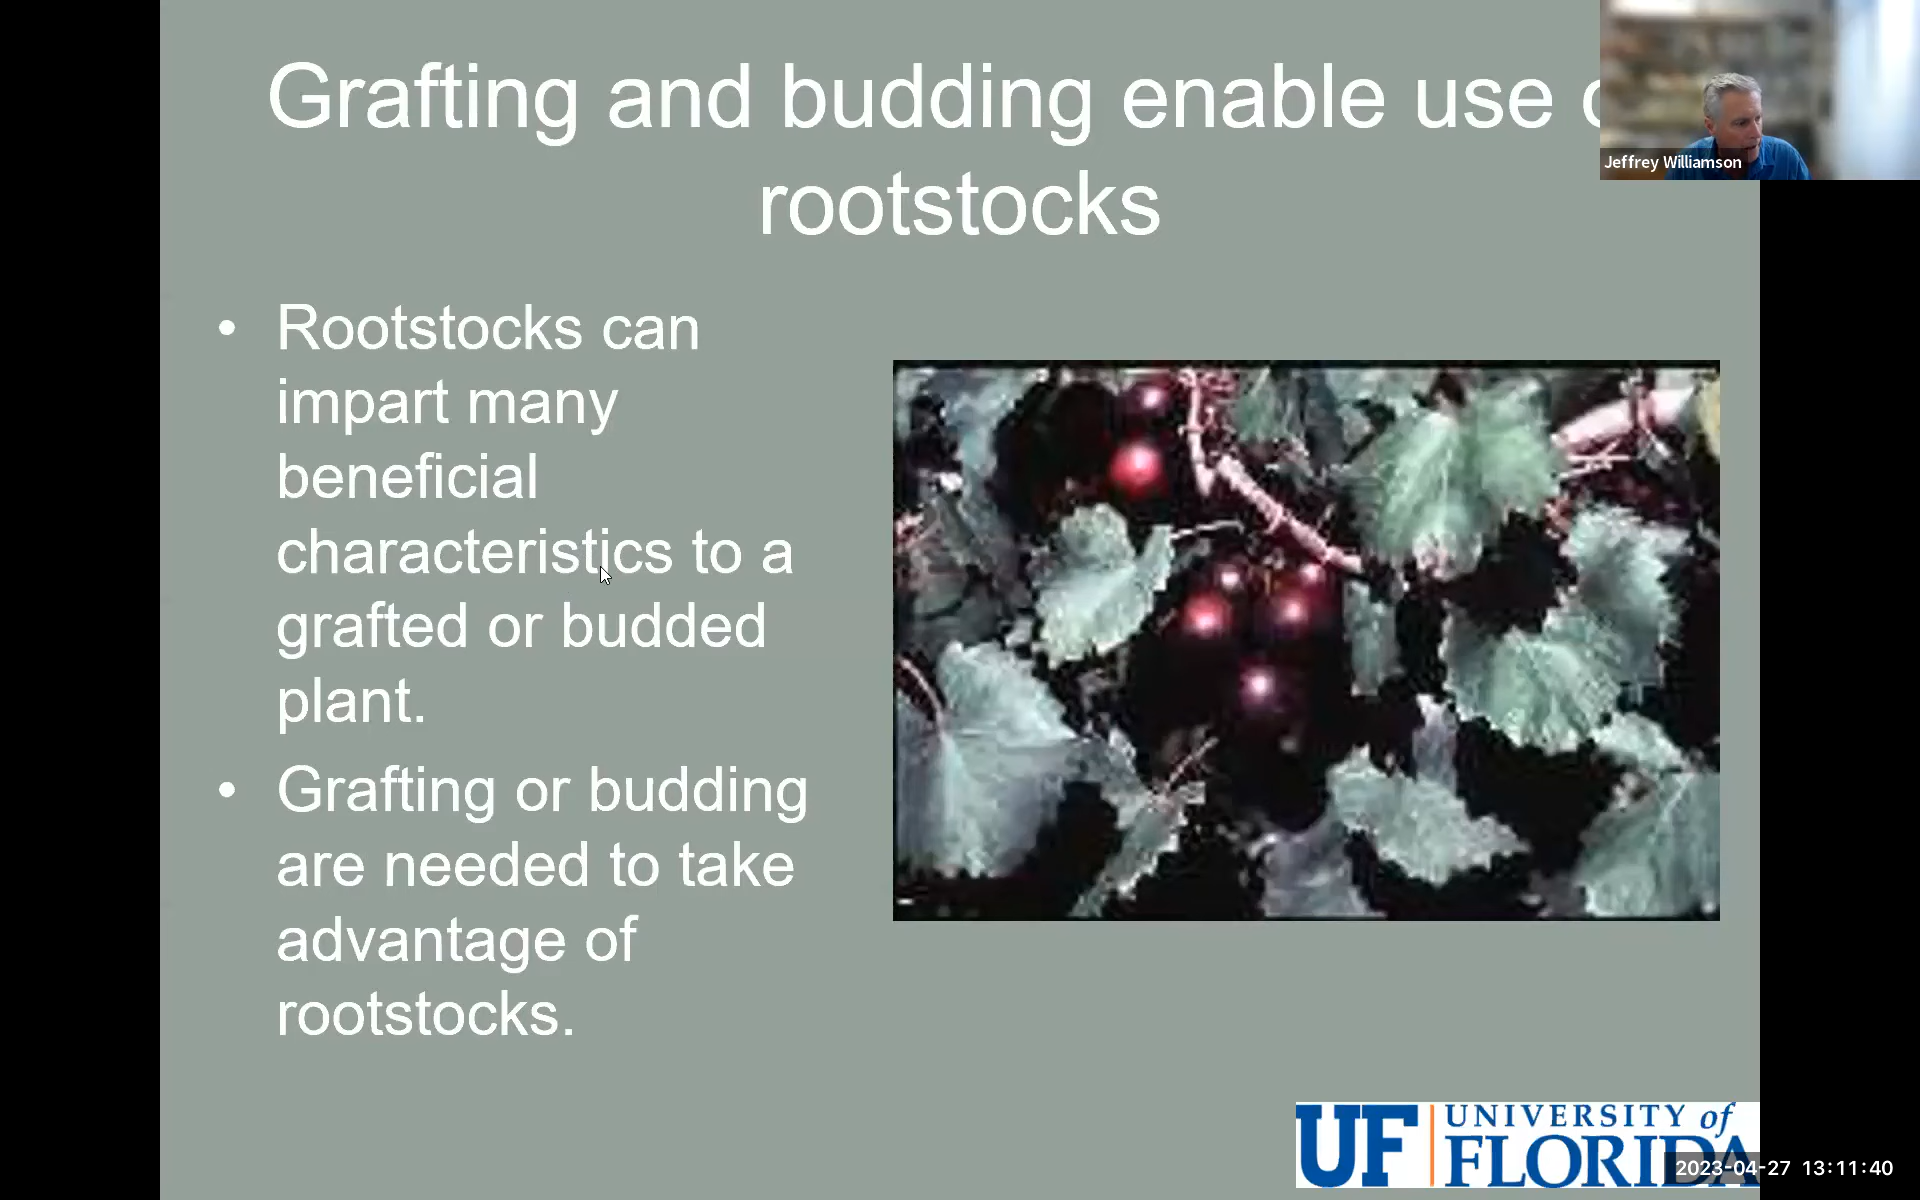 Grafting and budding enable use
rootstocks
Jeffrey Williamson
• Rootstocks can
impart many
beneficial
characteristics to a
grafted or budded
plant.
• Grafting or budding
are needed to take
advantage of
rootstocks.
UF UNIVERSITY of
FLORIDA
2023-04-27 13:11:40